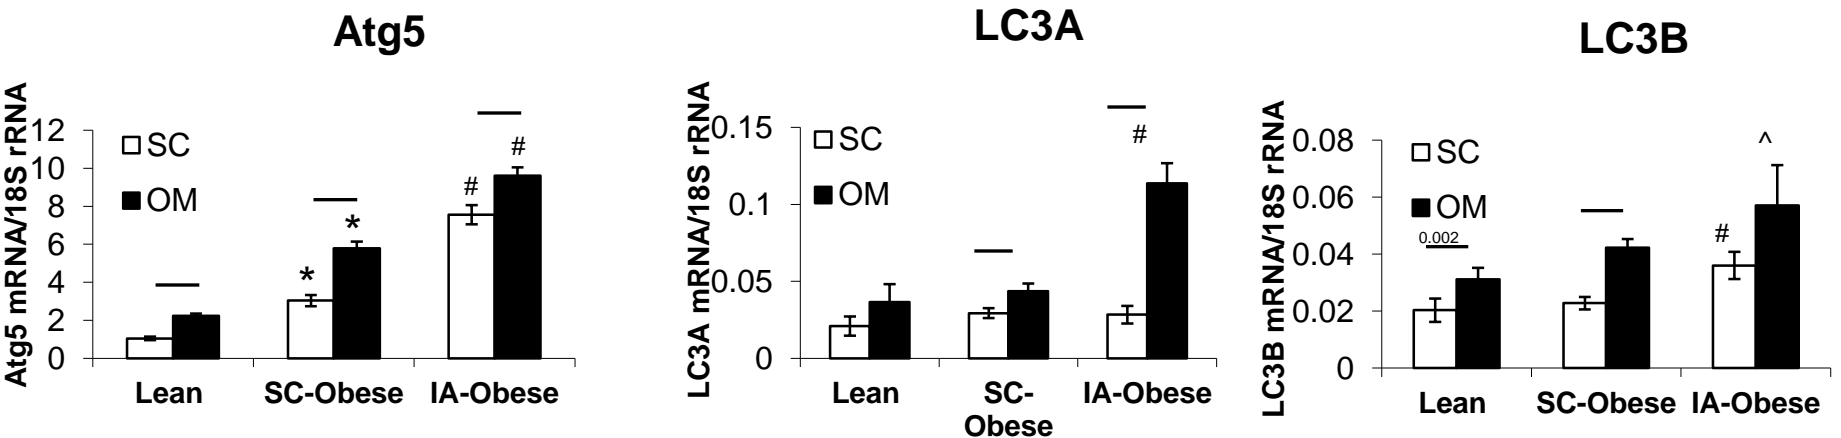 Atg5
Atg5 mRNA/18S rRNA
12
10
8
6
4
2
0
SC
OM
*
*
#
#
Lean
SC-Obese
IA-Obese
LC3A
LC3A mRNA/18S rRNA
0.15
0.1
0.05
0
SC
OM
#
Lean
SC-
Obese
IA-Obese
LC3B
LC3B mRNA/18S rRNA
0.08
0.06
0.04
0.02
0
SC
OM
0.002
#
^
Lean
SC-Obese
IA-Obese